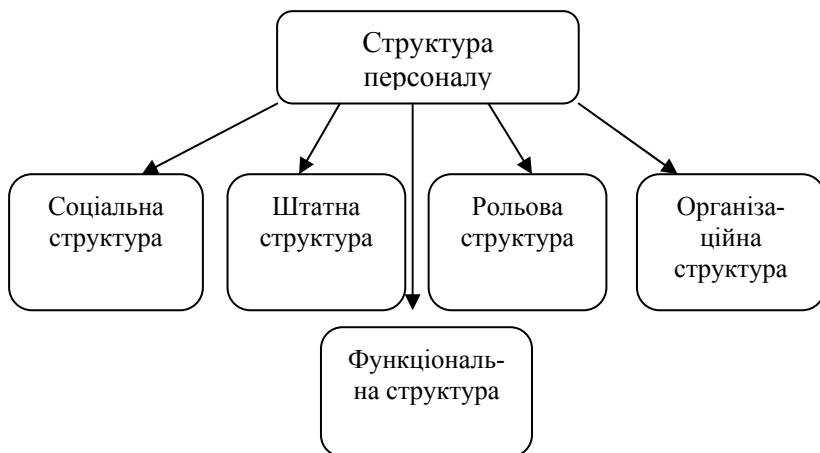 Структура
персоналу
Соціальна
структура
Штатна
структура
Рольова
структура
Організа-
ційна
структура
Функціональ-
на структура